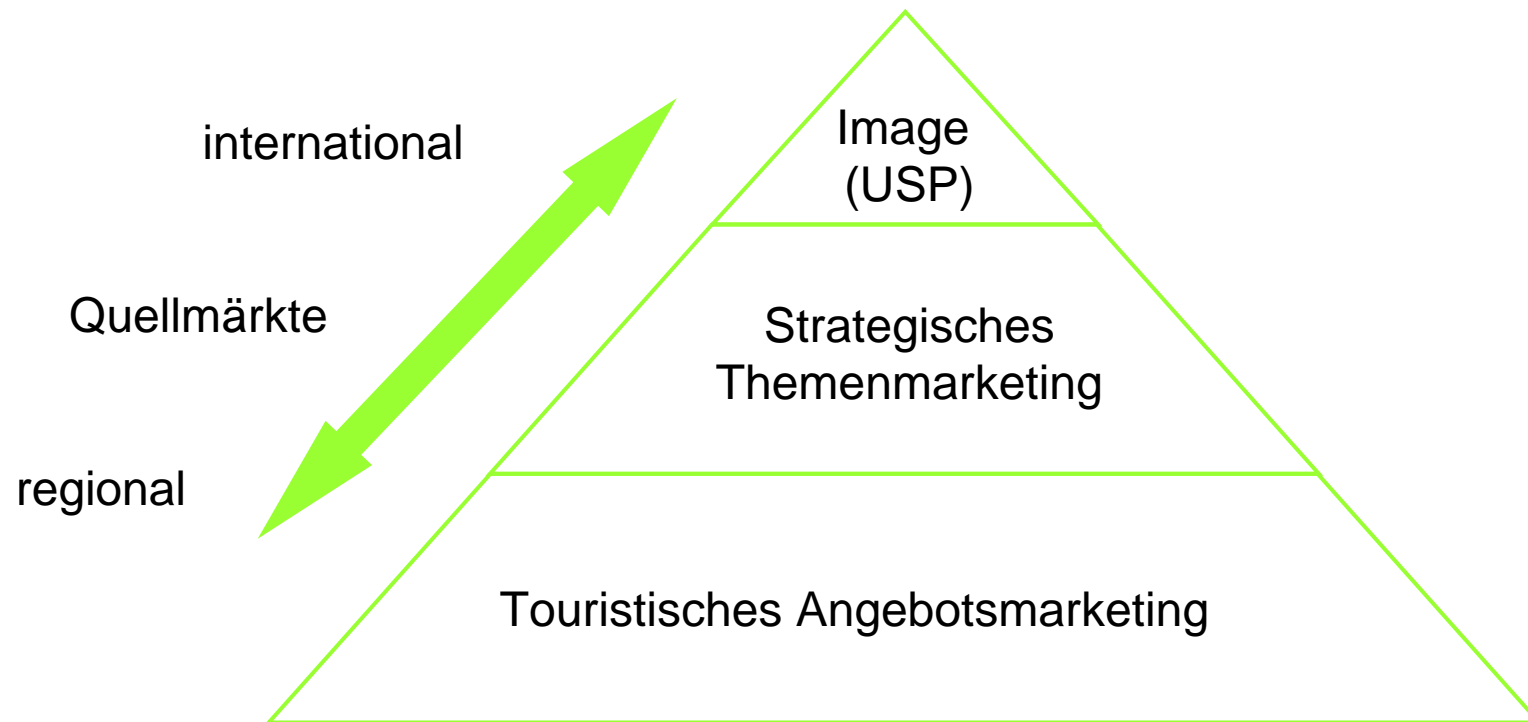 international
Image
(USP)
Quellmärkte
Strategisches
Themenmarketing
regional
Touristisches Angebotsmarketing